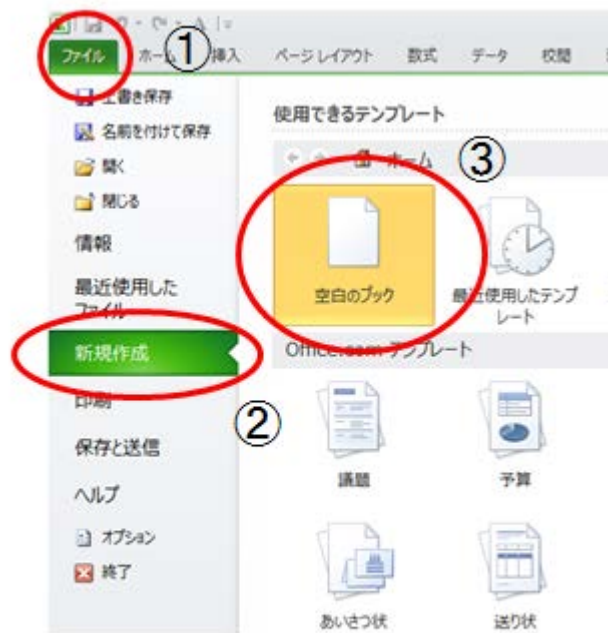 ファイル ホーム 挿入 ページ レイアウト 数式 データ 校閲
①
上書き保存
名前を付けて保存
開く
閉じる
情報
最近使用した
ファイル
新規作成
②
印刷
保存と送信
ヘルプ
オプション
終了
使用できるテンプレート
ホーム
③
空白のブック
最近使用したテンプ
レート
Office.com テンプレート
議題
予算
あいさつ状
送り状